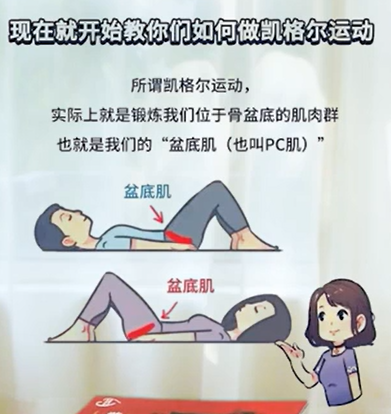 现在就开始教你们如何做凯格尔运动
所谓凯格尔运动，
实际上就是锻炼我们位于骨盆底的肌肉群
也就是我们的“盆底肌（也叫PC肌）”
盆底肌
盆底肌